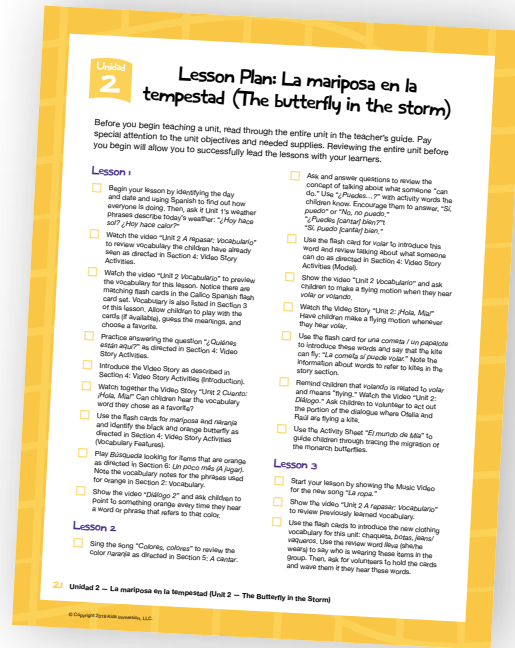 Unidad
2
Lesson Plan: La mariposa en la
tempestad (The butterfly in the storm)
Before you begin teaching a unit, read through the entire unit in the teacher's guide. Pay
special attention to the unit objectives and needed supplies. Reviewing the entire unit before
you begin will allow you to successfully lead the lessons with your learners.
Lesson 1
Begin your lesson by identifying the day
and date and using Spanish to find out how
everyone is doing. Then, ask if Unit 1's weather
phrases describe today's weather: "¿Hoy hace
sol? ¿Hoy hace calor?"
Watch the video "Unit 2 A repasar: Vocabulario"
to review vocabulary the children have already
seen as directed in Section 4: Video Story
Activities.
Watch the video "Unit 2 Vocabulario" to preview
the vocabulary for this lesson. Notice there are
matching flash cards in the Calico Spanish flash
card set. Vocabulary is also listed in Section 3
of this lesson. Allow children to play with the
cards (if available), guess the meanings, and
choose a favorite.
Practice answering the question "¿Quiénes
están aquí?" as directed in Section 4: Video
Story Activities.
Introduce the Video Story as described in
Section 4: Video Story Activities (Introduction).
Watch together the Video Story "Unit 2 Cuento:
¡Hola, Mia!" Can children hear the vocabulary
word they chose as a favorite?
Use the flash cards for mariposa and naranja
and identify the black and orange butterfly as
directed in Section 4: Video Story Activities
(Vocabulary Features).
Play Búsqueda looking for items that are orange
as directed in Section 6: Un poco más (A jugar).
Note the vocabulary notes for the phrases used
for orange in Section 2: Vocabulary.
Show the video "Diálogo 2" and ask children to
point to something orange every time they hear
a word or phrase that refers to that color.
Lesson 2
Sing the song "Colores, colores" to review the
color naranja as directed in Section 5: A cantar.
Ask and answer questions to review the
concept of talking about what someone "can
do." Use "¿Puedes...?" with activity words the
children know. Encourage them to answer, "Sí,
puedo" or "No, no puedo."
"¿Puedes [cantar] bien?"t
"Sí, puedo [cantar] bien."
Use the flash card for volar to introduce this
word and review talking about what someone
can do as directed in Section 4: Video Story
Activities (Model).
Show the video "Unit 2 Vocabulario" and ask
children to make a flying motion when they hear
volar or volando.
Watch the Video Story "Unit 2: ¡Hola, Mia!"
Have children make a flying motion whenever
they hear volar.
Use the flash card for una cometa / un papalote
to introduce these words and say that the kite
can fly: "La cometa sí puede volar." Note the
information about words to refer to kites in the
story section.
Remind children that volando is related to volar
and means "flying." Watch the Video "Unit 2:
Diálogo." Ask children to volunteer to act out
the portion of the dialogue where Otelia and
Raúl are flying a kite.
Use the Activity Sheet "El mundo de Mia" to
guide children through tracing the migration of
the monarch butterflies.
Lesson 3
Start your lesson by showing the Music Video
for the new song "La ropa."
Show the video "Unit 2 A repasar: Vocabulario"
to review previously learned vocabulary.
Use the flash cards to introduce the new clothing
vocabulary for this unit: chaqueta, botas, jeans/
vaqueros. Use the review word lleva (she/he
wears) to say who is wearing these items in the
group. Then, ask for volunteers to hold the cards
and wave them if they hear these words.
21 Unidad 2 — La mariposa en la tempestad (Unit 2 — The Butterfly in the Storm)